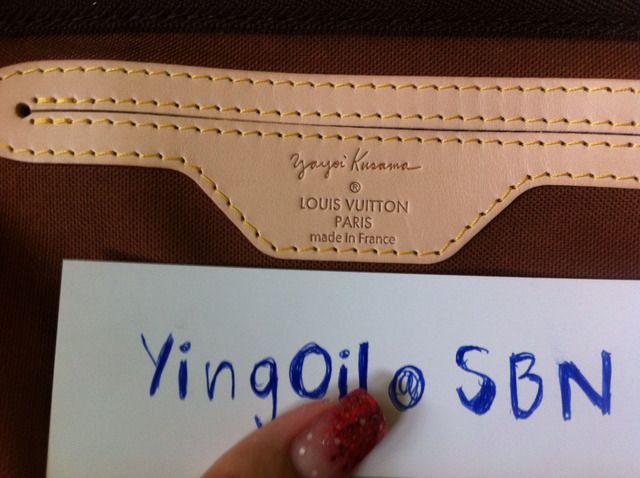 Yayoi Kusama
®
LOUIS VUITTON
PARIS
made In France
YingOil@ SBN